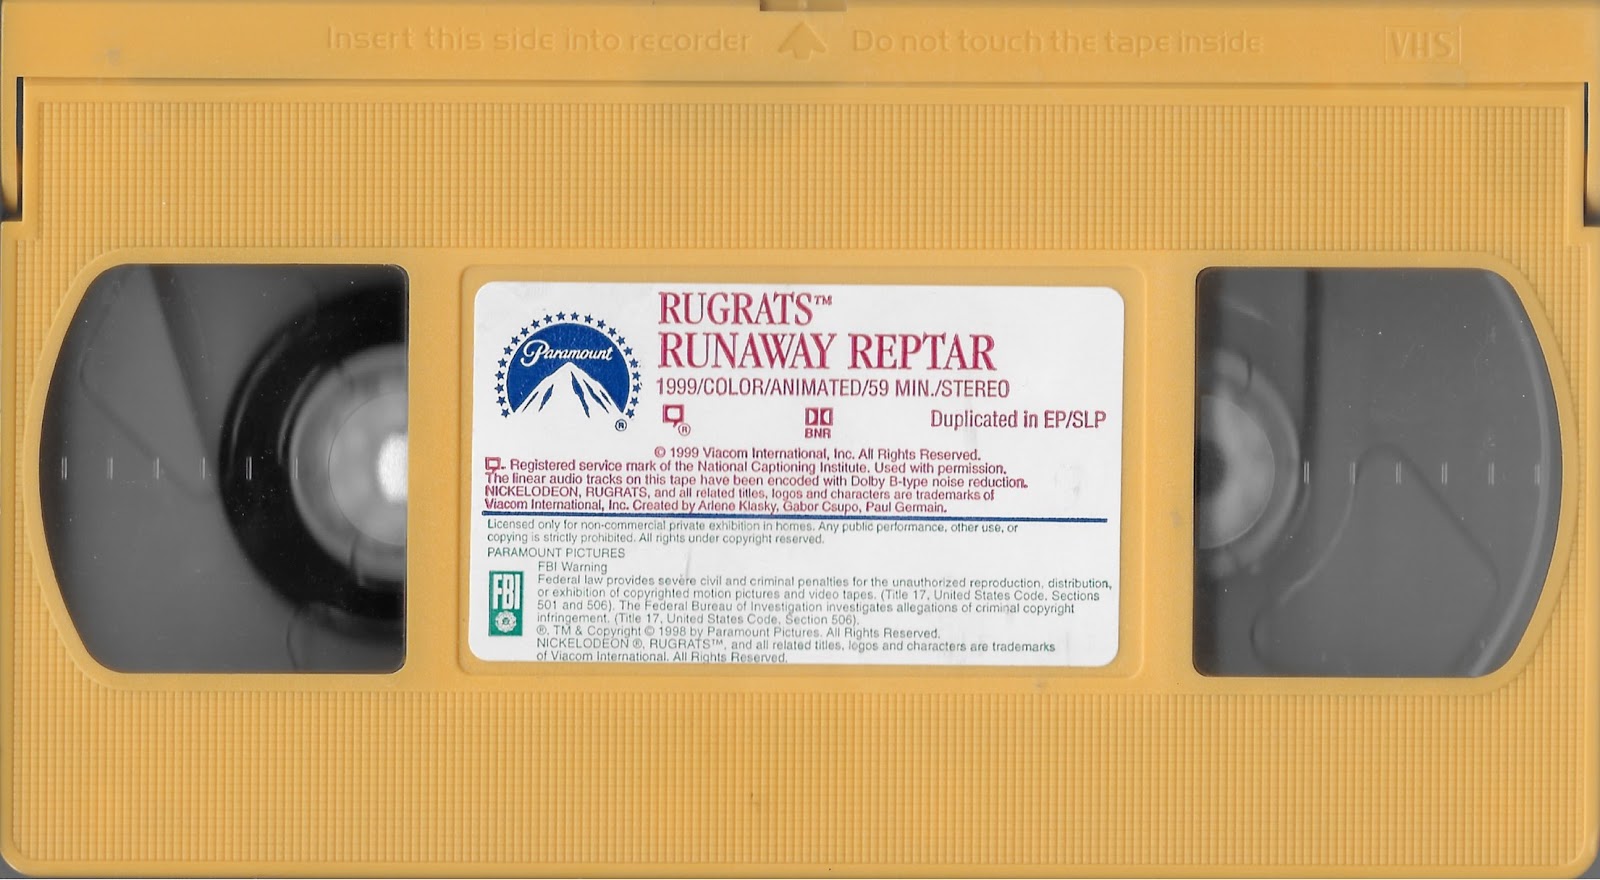 Insert this side into recorder Do not touch the tape inside VHS
Paramount
®
RUGRATS™
RUNAWAY REPTAR
1999/COLOR/ANIMATED/59 MIN./STEREO
® BNR Duplicated in EP/SLP
© 1999 Viacom International, Inc. All Rights Reserved.
Registered service mark of the National Captioning Institute. Used with permission.
The linear audio tracks on this tape have been encoded with Dolby B-type noise reduction.
NICKELODEON, RUGRATS, and all related titles, logos and characters are trademarks of
Viacom International, Inc. Created by Arlene Klasky, Gabor Csupo, Paul Germain.
Licensed only for non-commercial private exhibition in homes. Any public performance, other use, or
copying is strictly prohibited. All rights under copyright reserved.
PARAMOUNT PICTURES
FBI
FBI Warning
Federal law provides severe civil and criminal penalties for the unauthorized reproduction, distribution,
or exhibition of copyrighted motion pictures and video tapes. (Title 17, United States Code, Sections
501 and 506). The Federal Bureau of Investigation investigates allegations of criminal copyright
infringement. (Title 17, United States Code, Section 506).
®, TM & Copyright © 1998 by Paramount Pictures. All Rights Reserved.
NICKELODEON ®, RUGRATS™, and all related titles, logos and characters are trademarks
of Viacom International. All Rights Reserved.